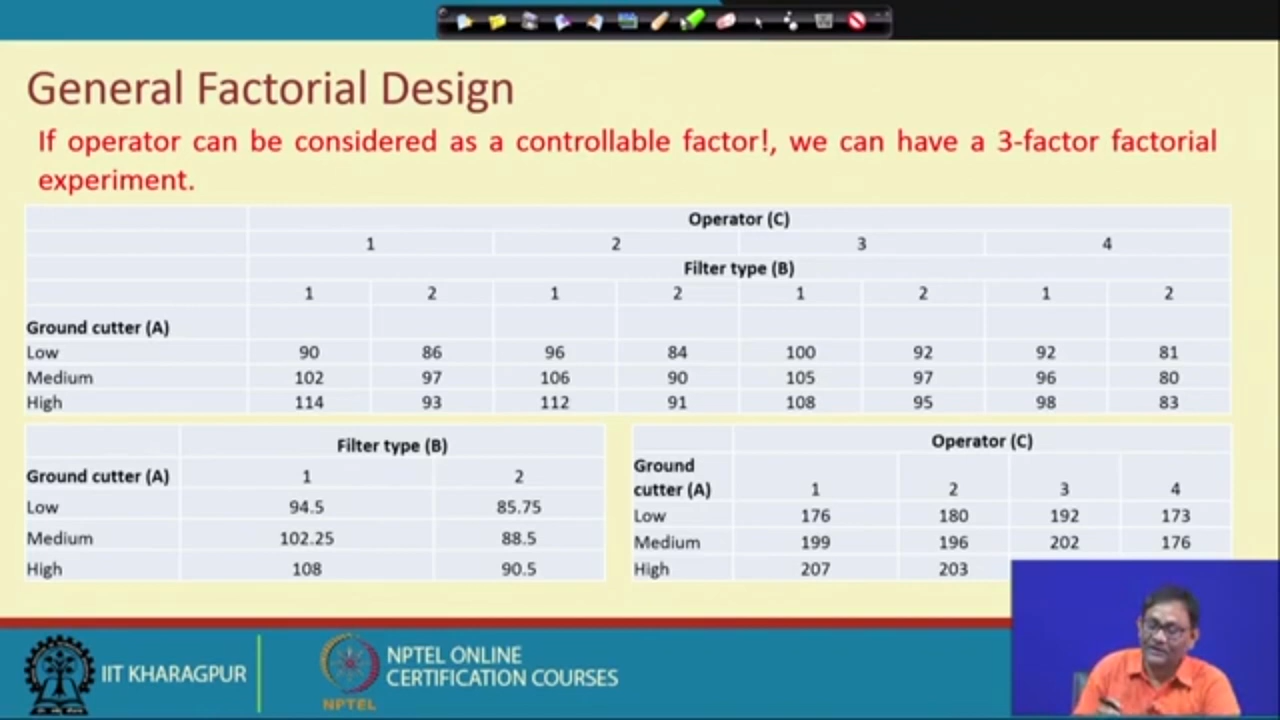 General Factorial Design
If operator can be considered as a controllable factor!, we can have a 3-factor factorial
experiment.
Operator (C)
1 2 3 4
Filter type (B)
1 2 1 2 1 2 1 2
Ground cutter (A)
Low 90 86 96 84 100 92 92 81
Medium 102 97 106 90 105 97 96 80
High 114 93 112 91 108 95 98 83
Filter type (B)
Ground cutter (A) 1 2
Low 94.5 85.75
Medium 102.25 88.5
High 108 90.5
Operator (C)
Ground
cutter (A) 1 2 3 4
Low 176 180 192 173
Medium 199 196 202 176
High 207 203
IIT KHARAGPUR
NPTEL
NPTEL ONLINE
CERTIFICATION COURSES